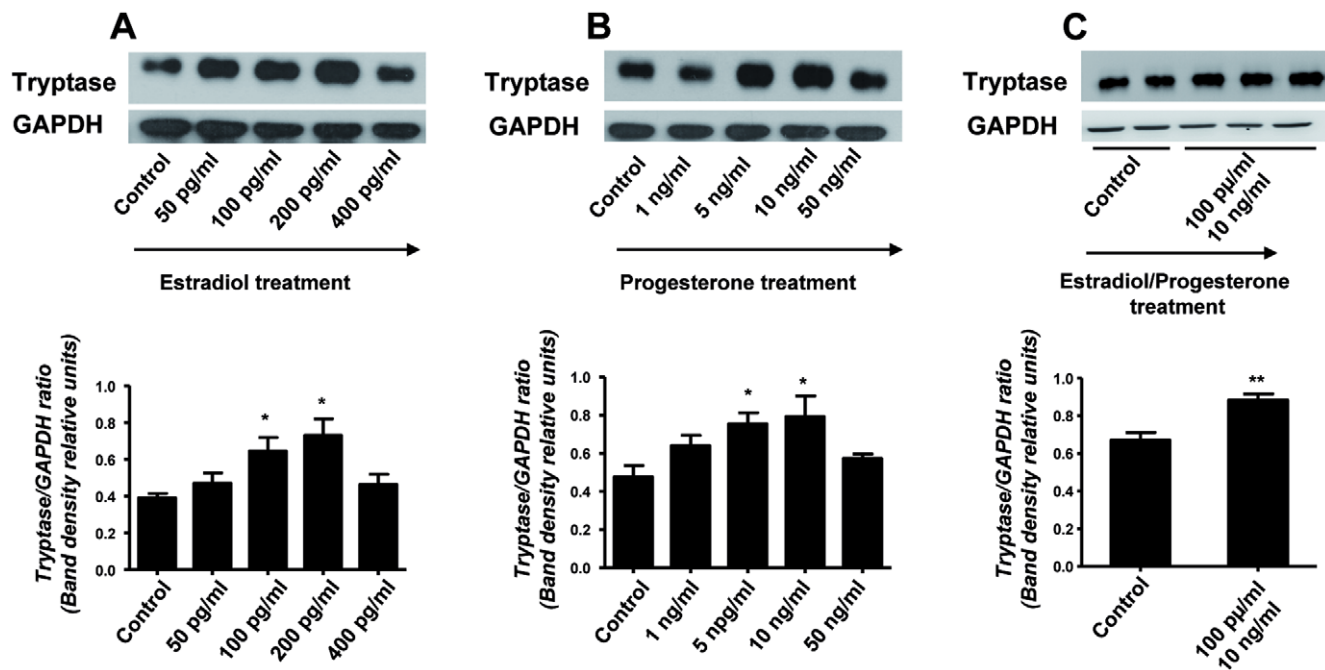 A
Tryptase
GAPDH
Control
50 pg/ml
100 pg/ml
200 pg/ml
400 pg/ml
Estradiol treatment
Tryptase/GAPDH ratio
(Band density relative units)
1.0
0.8
0.6
0.4
0.2
0.0
*
*
Control
50 pg/ml
100 pg/ml
200 pg/ml
400 pg/ml
B
Tryptase
GAPDH
Control
1 ng/ml
5 ng/ml
10 ng/ml
50 ng/ml
Progesterone treatment
Tryptase/GAPDH ratio
(Band density relative units)
1.0
0.8
0.6
0.4
0.2
0.0
*
*
Control
1 ng/ml
5 npg/ml
10 ng/ml
50 ng/ml
C
Tryptase
GAPDH
Control
100 pμ/ml
10 ng/ml
Estradiol/Progesterone
treatment
Tryptase/GAPDH ratio
(Band density relative units)
1.0
0.8
0.6
0.4
0.2
0.0
**
Control
100 pμ/ml
10 ng/ml